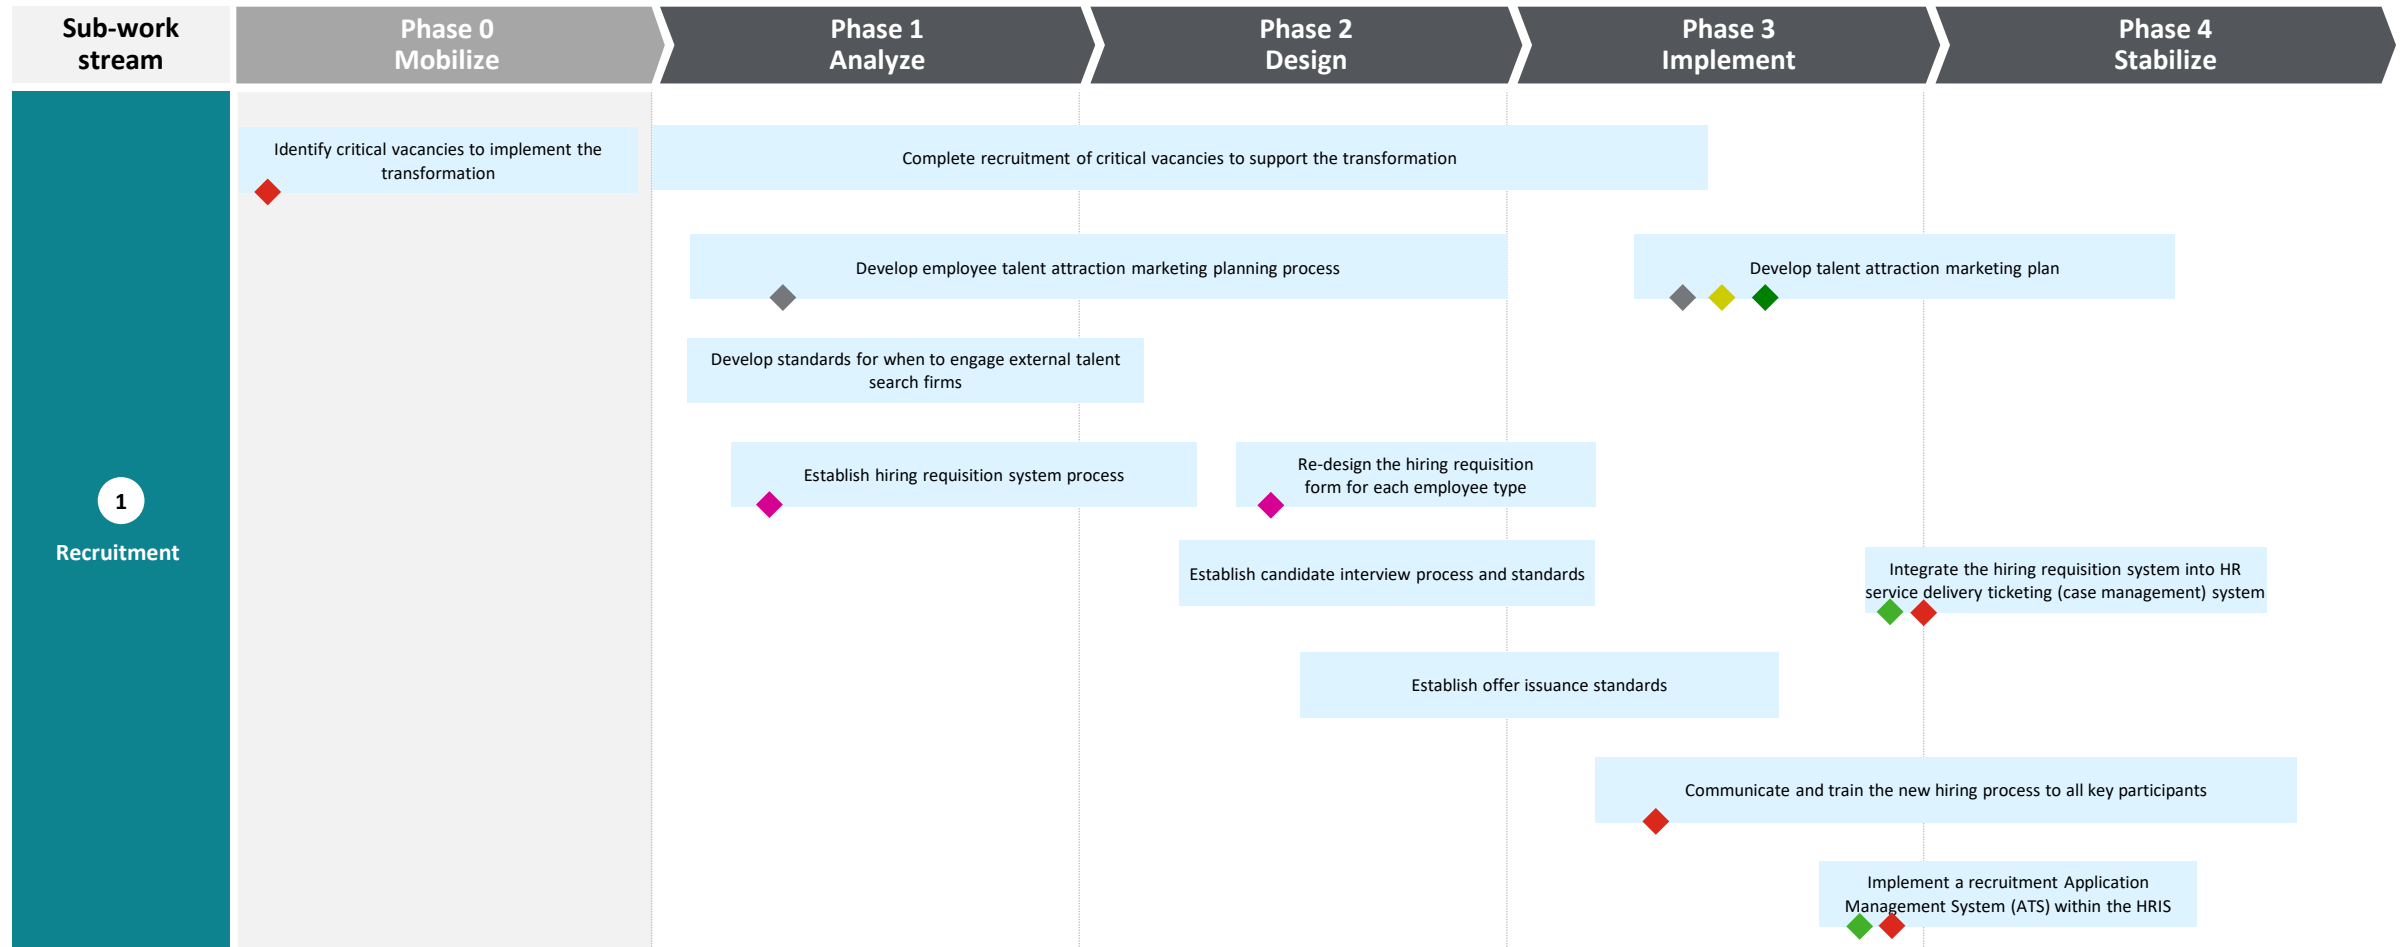 Sub-work
stream
Phase 0
Mobilize
Phase 1
Analyze
Phase 2
Design
Phase 3
Implement
Phase 4
Stabilize
1
Recruitment
Identify critical vacancies to implement the
transformation
Complete recruitment of critical vacancies to support the transformation
Develop employee talent attraction marketing planning process
Develop talent attraction marketing plan
Develop standards for when to engage external talent
search firms
Establish hiring requisition system process
Re-design the hiring requisition
form for each employee type
Establish candidate interview process and standards
Integrate the hiring requisition system into HR
service delivery ticketing (case management) system
Establish offer issuance standards
Communicate and train the new hiring process to all key participants
Implement a recruitment Application
Management System (ATS) within the HRIS